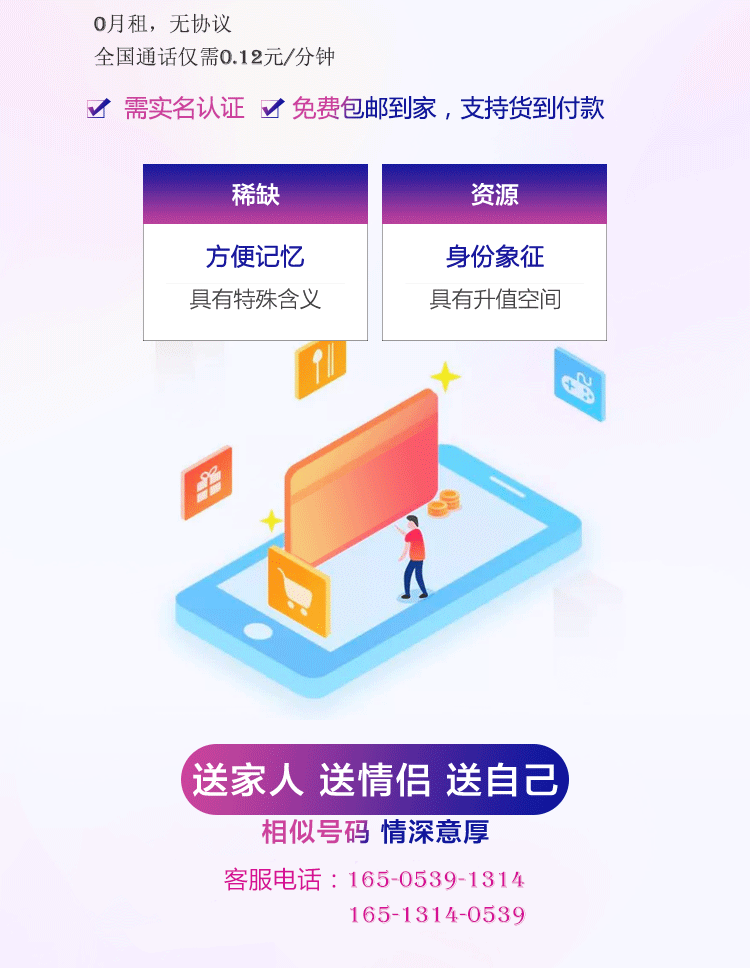 0月租，无协议
全国通话仅需0.12元/分钟
需实名认证 免费包邮到家，支持货到付款
稀缺 资源
方便记忆 身份象征
具有特殊含义 具有升值空间
送家人 送情侣 送自己
相似号码 情深意厚
客服电话：165-0539-1314
165-1314-0539